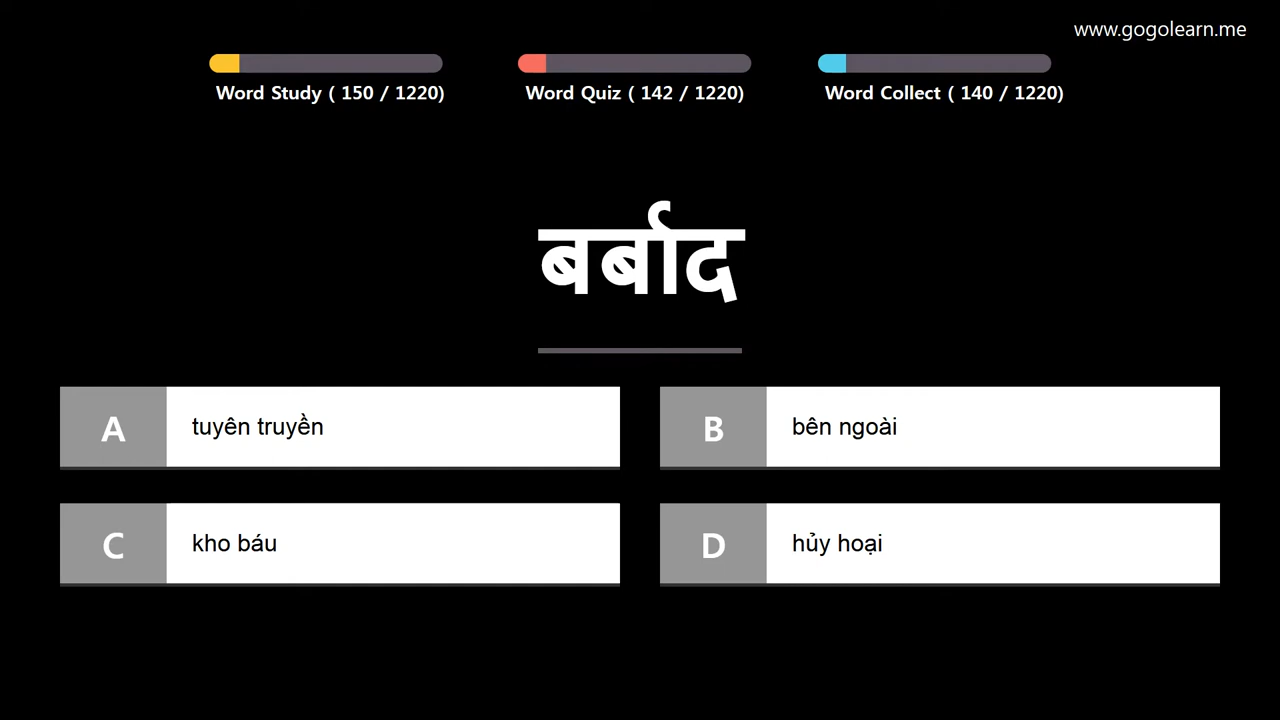 www.gogolearn.me
Word Study ( 150 / 1220)
Word Quiz ( 142 / 1220)
Word Collect ( 140 / 1220)
बर्बाद
A
tuyên truyền
B
bên ngoài
C
kho báu
D
hủy hoại